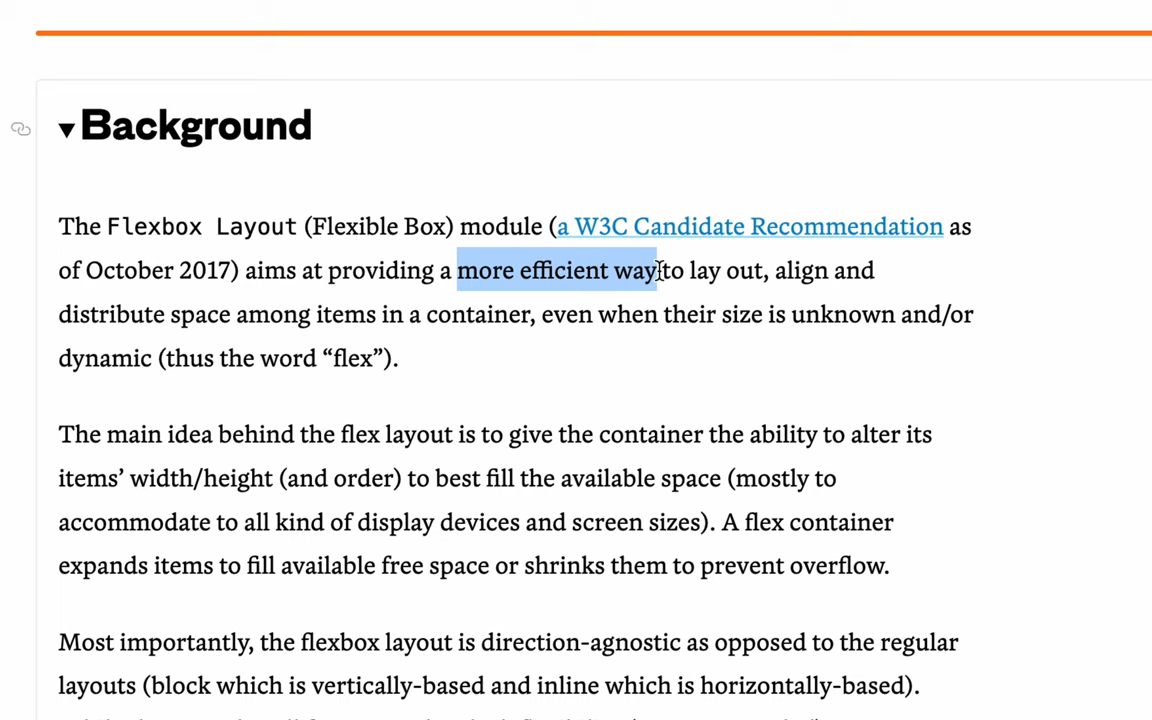 ▾Background
The Flexbox Layout (Flexible Box) module (a W3C Candidate Recommendation as
of October 2017) aims at providing a more efficient way to lay out, align and
distribute space among items in a container, even when their size is unknown and/or
dynamic (thus the word “flex”).
The main idea behind the flex layout is to give the container the ability to alter its
items’ width/height (and order) to best fill the available space (mostly to
accommodate to all kind of display devices and screen sizes). A flex container
expands items to fill available free space or shrinks them to prevent overflow.
Most importantly, the flexbox layout is direction-agnostic as opposed to the regular
layouts (block which is vertically-based and inline which is horizontally-based).